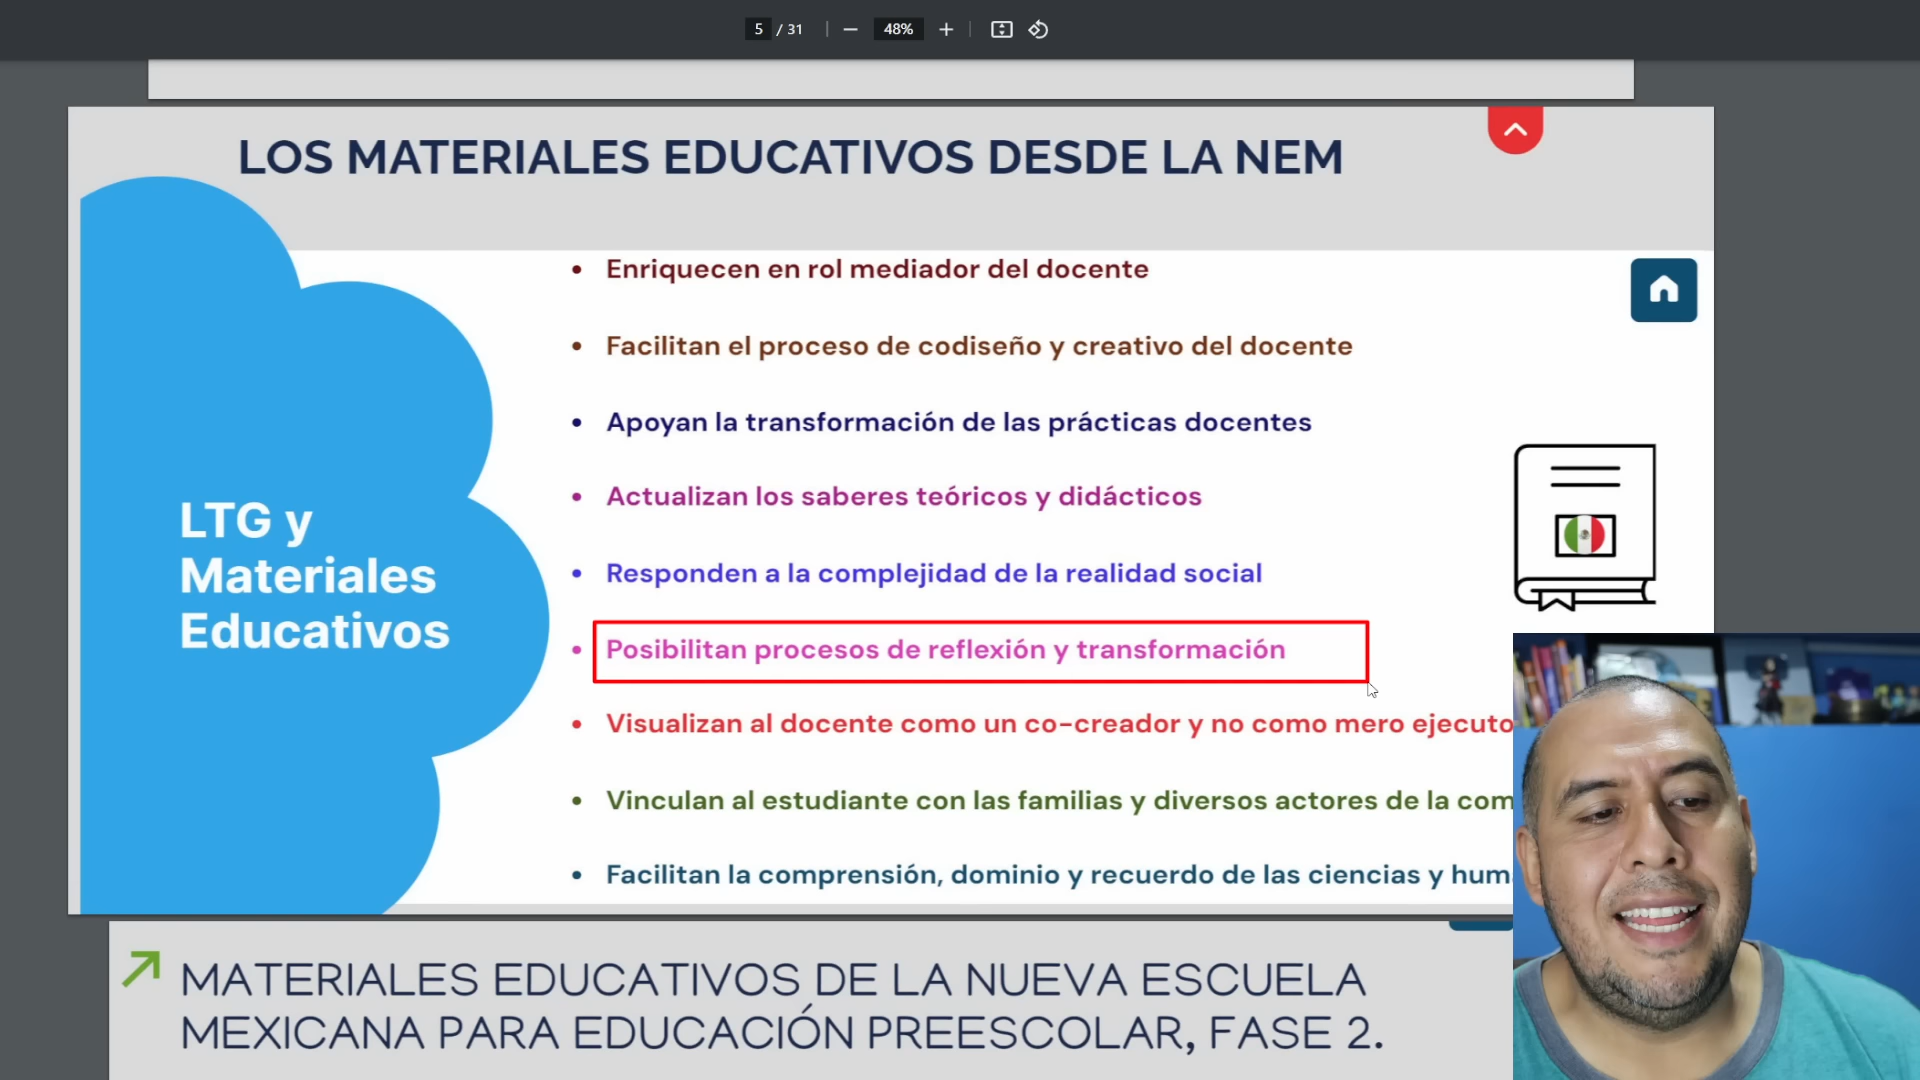 5 / 31 48%
LOS MATERIALES EDUCATIVOS DESDE LA NEM
LTG y
Materiales
Educativos
• Enriquecen en rol mediador del docente
• Facilitan el proceso de codiseño y creativo del docente
• Apoyan la transformación de las prácticas docentes
• Actualizan los saberes teóricos y didácticos
• Responden a la complejidad de la realidad social
• Posibilitan procesos de reflexión y transformación
• Visualizan al docente como un co-creador y no como mero ejecuto
• Vinculan al estudiante con las familias y diversos actores de la com
• Facilitan la comprensión, dominio y recuerdo de las ciencias y hum
MATERIALES EDUCATIVOS DE LA NUEVA ESCUELA
MEXICANA PARA EDUCACIÓN PREESCOLAR, FASE 2.